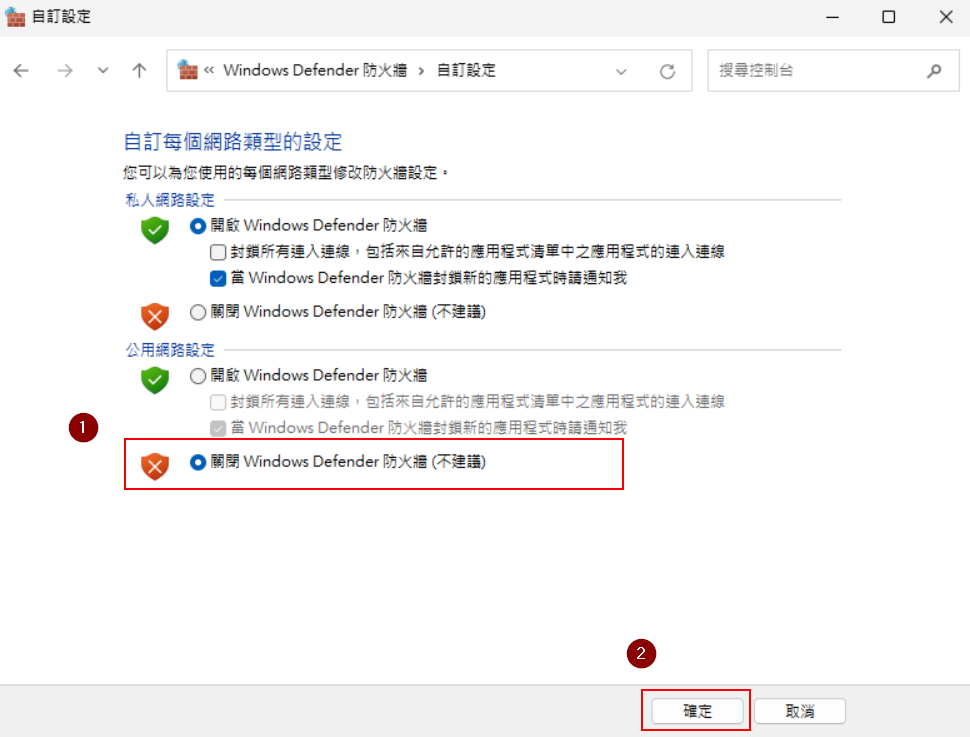 自訂設定
« Windows Defender 防火牆 › 自訂設定
搜尋控制台
自訂每個網路類型的設定
您可以為您使用的每個網路類型修改防火牆設定。
私人網路設定
開啟 Windows Defender 防火牆
封鎖所有連入連線，包括來自允許的應用程式清單中之應用程式的連入連線
當 Windows Defender 防火牆封鎖新的應用程式時請通知我
關閉 Windows Defender 防火牆 (不建議)
公用網路設定
開啟 Windows Defender 防火牆
封鎖所有連入連線，包括來自允許的應用程式清單中之應用程式的連入連線
當 Windows Defender 防火牆封鎖新的應用程式時請通知我
1
關閉 Windows Defender 防火牆 (不建議)
2
確定
取消